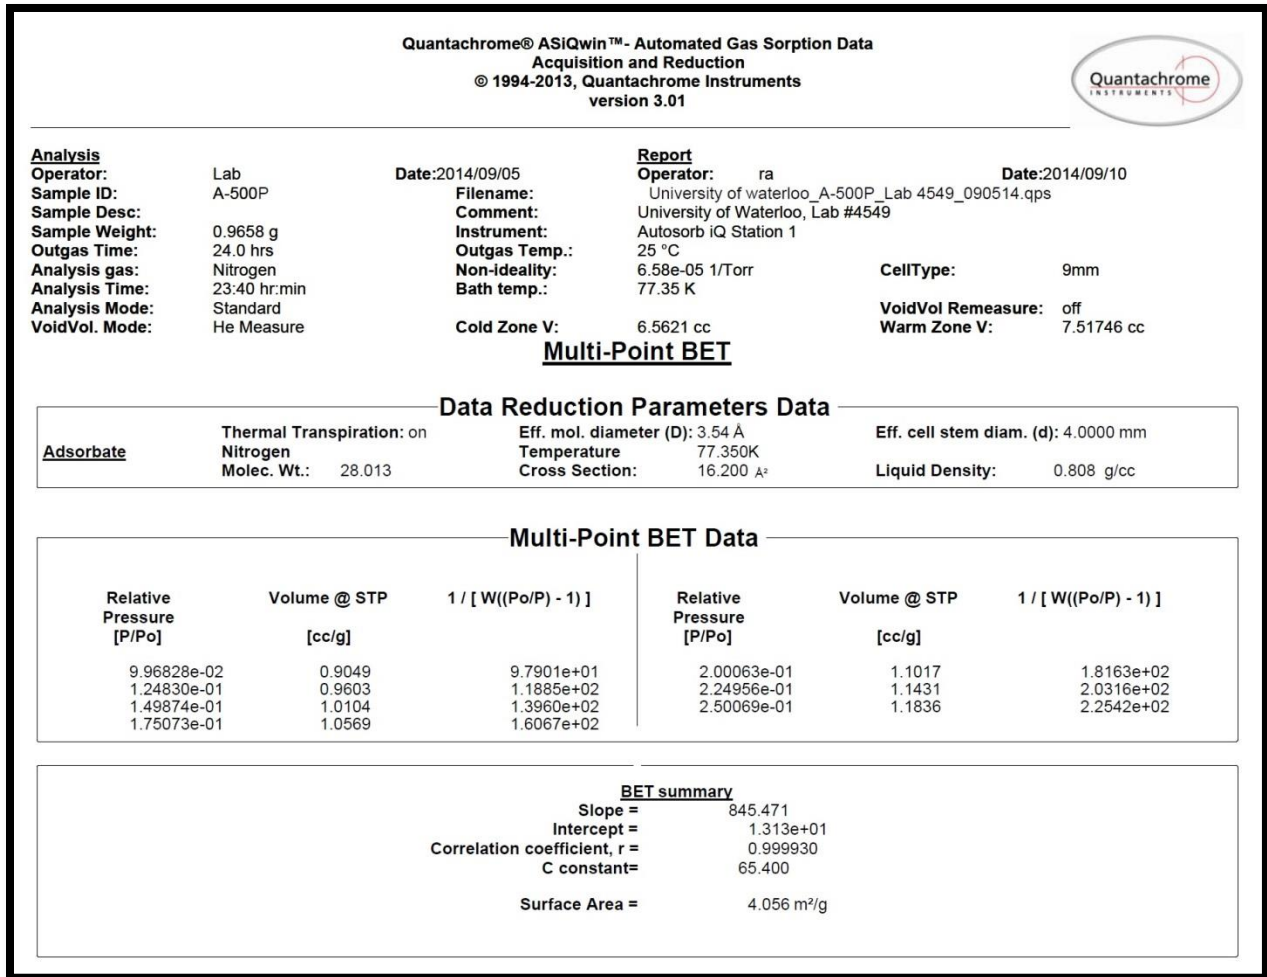 Quantachrome® ASiQwin™- Automated Gas Sorption Data
Acquisition and Reduction
© 1994-2013, Quantachrome Instruments
version 3.01
Quantachrome
INSTRUMENTS
Analysis Report
Operator: Lab Date:2014/09/05 Operator: ra Date:2014/09/10
Sample ID: A-500P Filename: University of waterloo_A-500P_Lab 4549_090514.qps
Sample Desc: Comment: University of Waterloo, Lab #4549
Sample Weight: 0.9658 g Instrument: Autosorb iQ Station 1
Outgas Time: 24.0 hrs Outgas Temp.: 25 °C
Analysis gas: Nitrogen Non-ideality: 6.58e-05 1/Torr CellType: 9mm
Analysis Time: 23:40 hr:min Bath temp.: 77.35 K
Analysis Mode: Standard VoidVol Remeasure: off
VoidVol. Mode: He Measure Cold Zone V: 6.5621 cc Warm Zone V: 7.51746 cc
Multi-Point BET
Data Reduction Parameters Data
Thermal Transpiration: on Eff. mol. diameter (D): 3.54 Å Eff. cell stem diam. (d): 4.0000 mm
Adsorbate Nitrogen Temperature 77.350K
Molec. Wt.: 28.013 Cross Section: 16.200 Å² Liquid Density: 0.808 g/cc
Multi-Point BET Data
Relative Volume @ STP 1 / [ W((Po/P) - 1) ] Relative Volume @ STP 1 / [ W((Po/P) - 1) ]
Pressure Pressure
[P/Po] [cc/g] [P/Po] [cc/g]
9.96828e-02 0.9049 9.7901e+01 2.00063e-01 1.1017 1.8163e+02
1.24830e-01 0.9603 1.1885e+02 2.24956e-01 1.1431 2.0316e+02
1.49874e-01 1.0104 1.3960e+02 2.50069e-01 1.1836 2.2542e+02
1.75073e-01 1.0569 1.6067e+02
BET summary
Slope = 845.471
Intercept = 1.313e+01
Correlation coefficient, r = 0.999930
C constant= 65.400
Surface Area = 4.056 m²/g